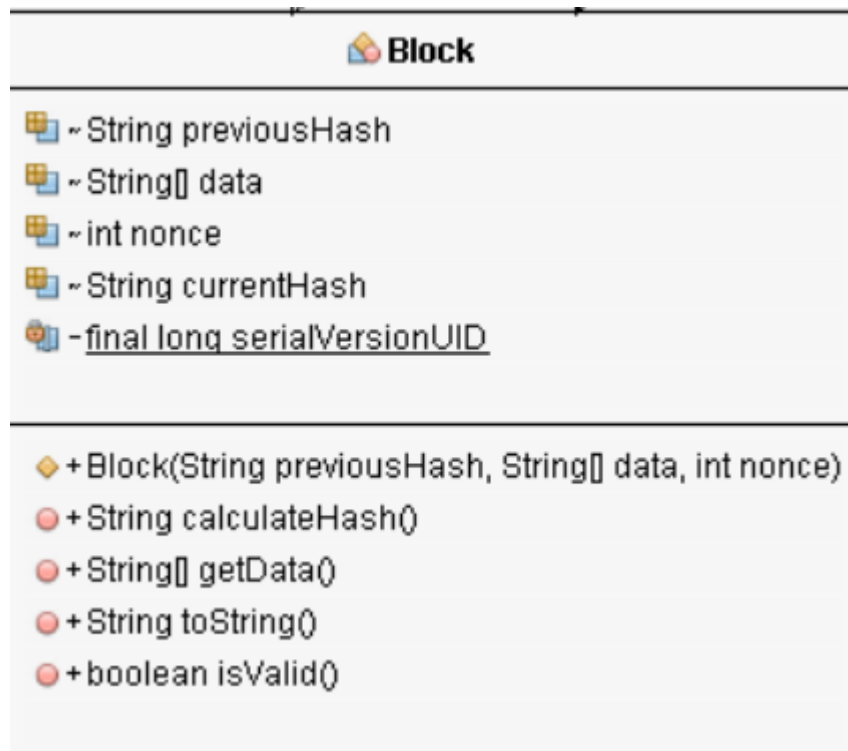 Block
~String previousHash
~String[] data
~int nonce
~String currentHash
-final long serialVersionUID
+Block(String previousHash, String[] data, int nonce)
+String calculateHash()
+String[] getData()
+String toString()
+boolean isValid()